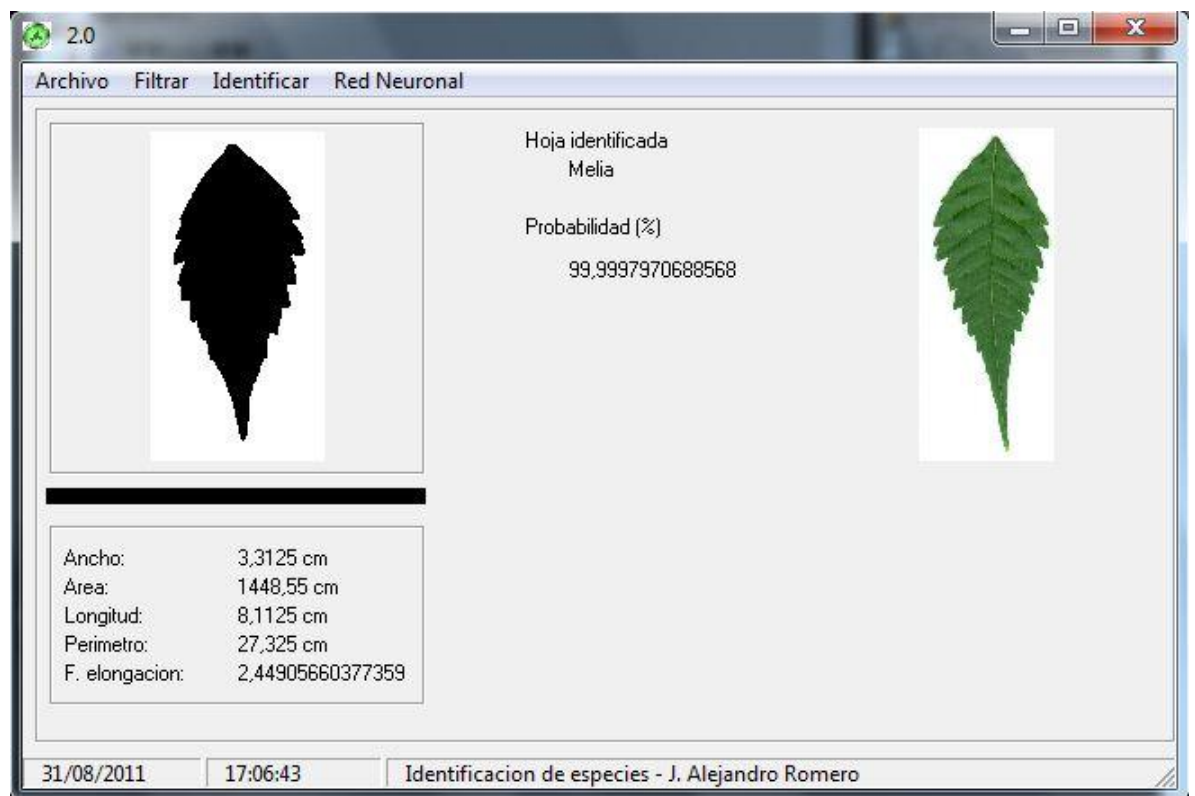 2.0
Archivo Filtrar Identificar Red Neuronal
Hoja identificada
Melia
Probabilidad (%)
99,9997970688568
Ancho: 3,3125 cm
Area: 1448,55 cm
Longitud: 8,1125 cm
Perimetro: 27,325 cm
F. elongacion: 2,44905660377359
31/08/2011 17:06:43 Identificacion de especies - J. Alejandro Romero